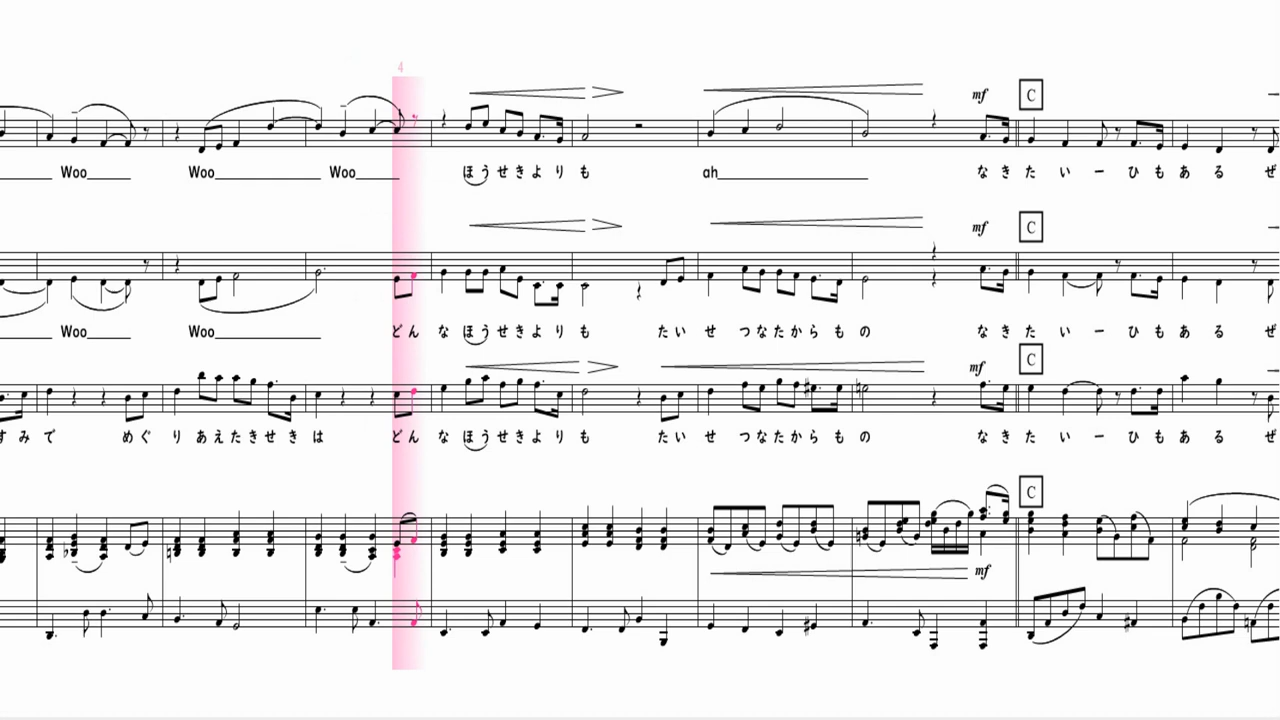 4
mf C
Woo Woo Woo ほうせきよりも ah なきたいーひもある ぜ
mf C
Woo Woo どんなほうせきよりも たいせつなたからもの なきたいーひもある ぜ
mf C
すみで めぐりあえたきせきは どんなほうせきよりも たいせつなたからもの なきたいーひもある ぜ
C
mf